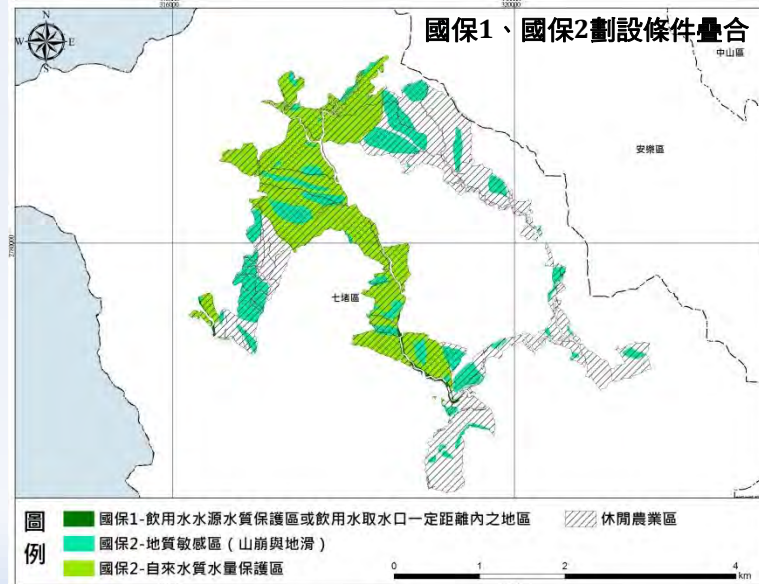 國保1、國保2劃設條件疊合
316000
320000
N
W
E
S
中山區
安樂區
2780000
七堵區
圖例
國保1-飲用水水源水質保護區或飲用水取水口一定距離內之地區
休閒農業區
國保2-地質敏感區（山崩與地滑）
國保2-自來水質水量保護區
0 1 2 4
km